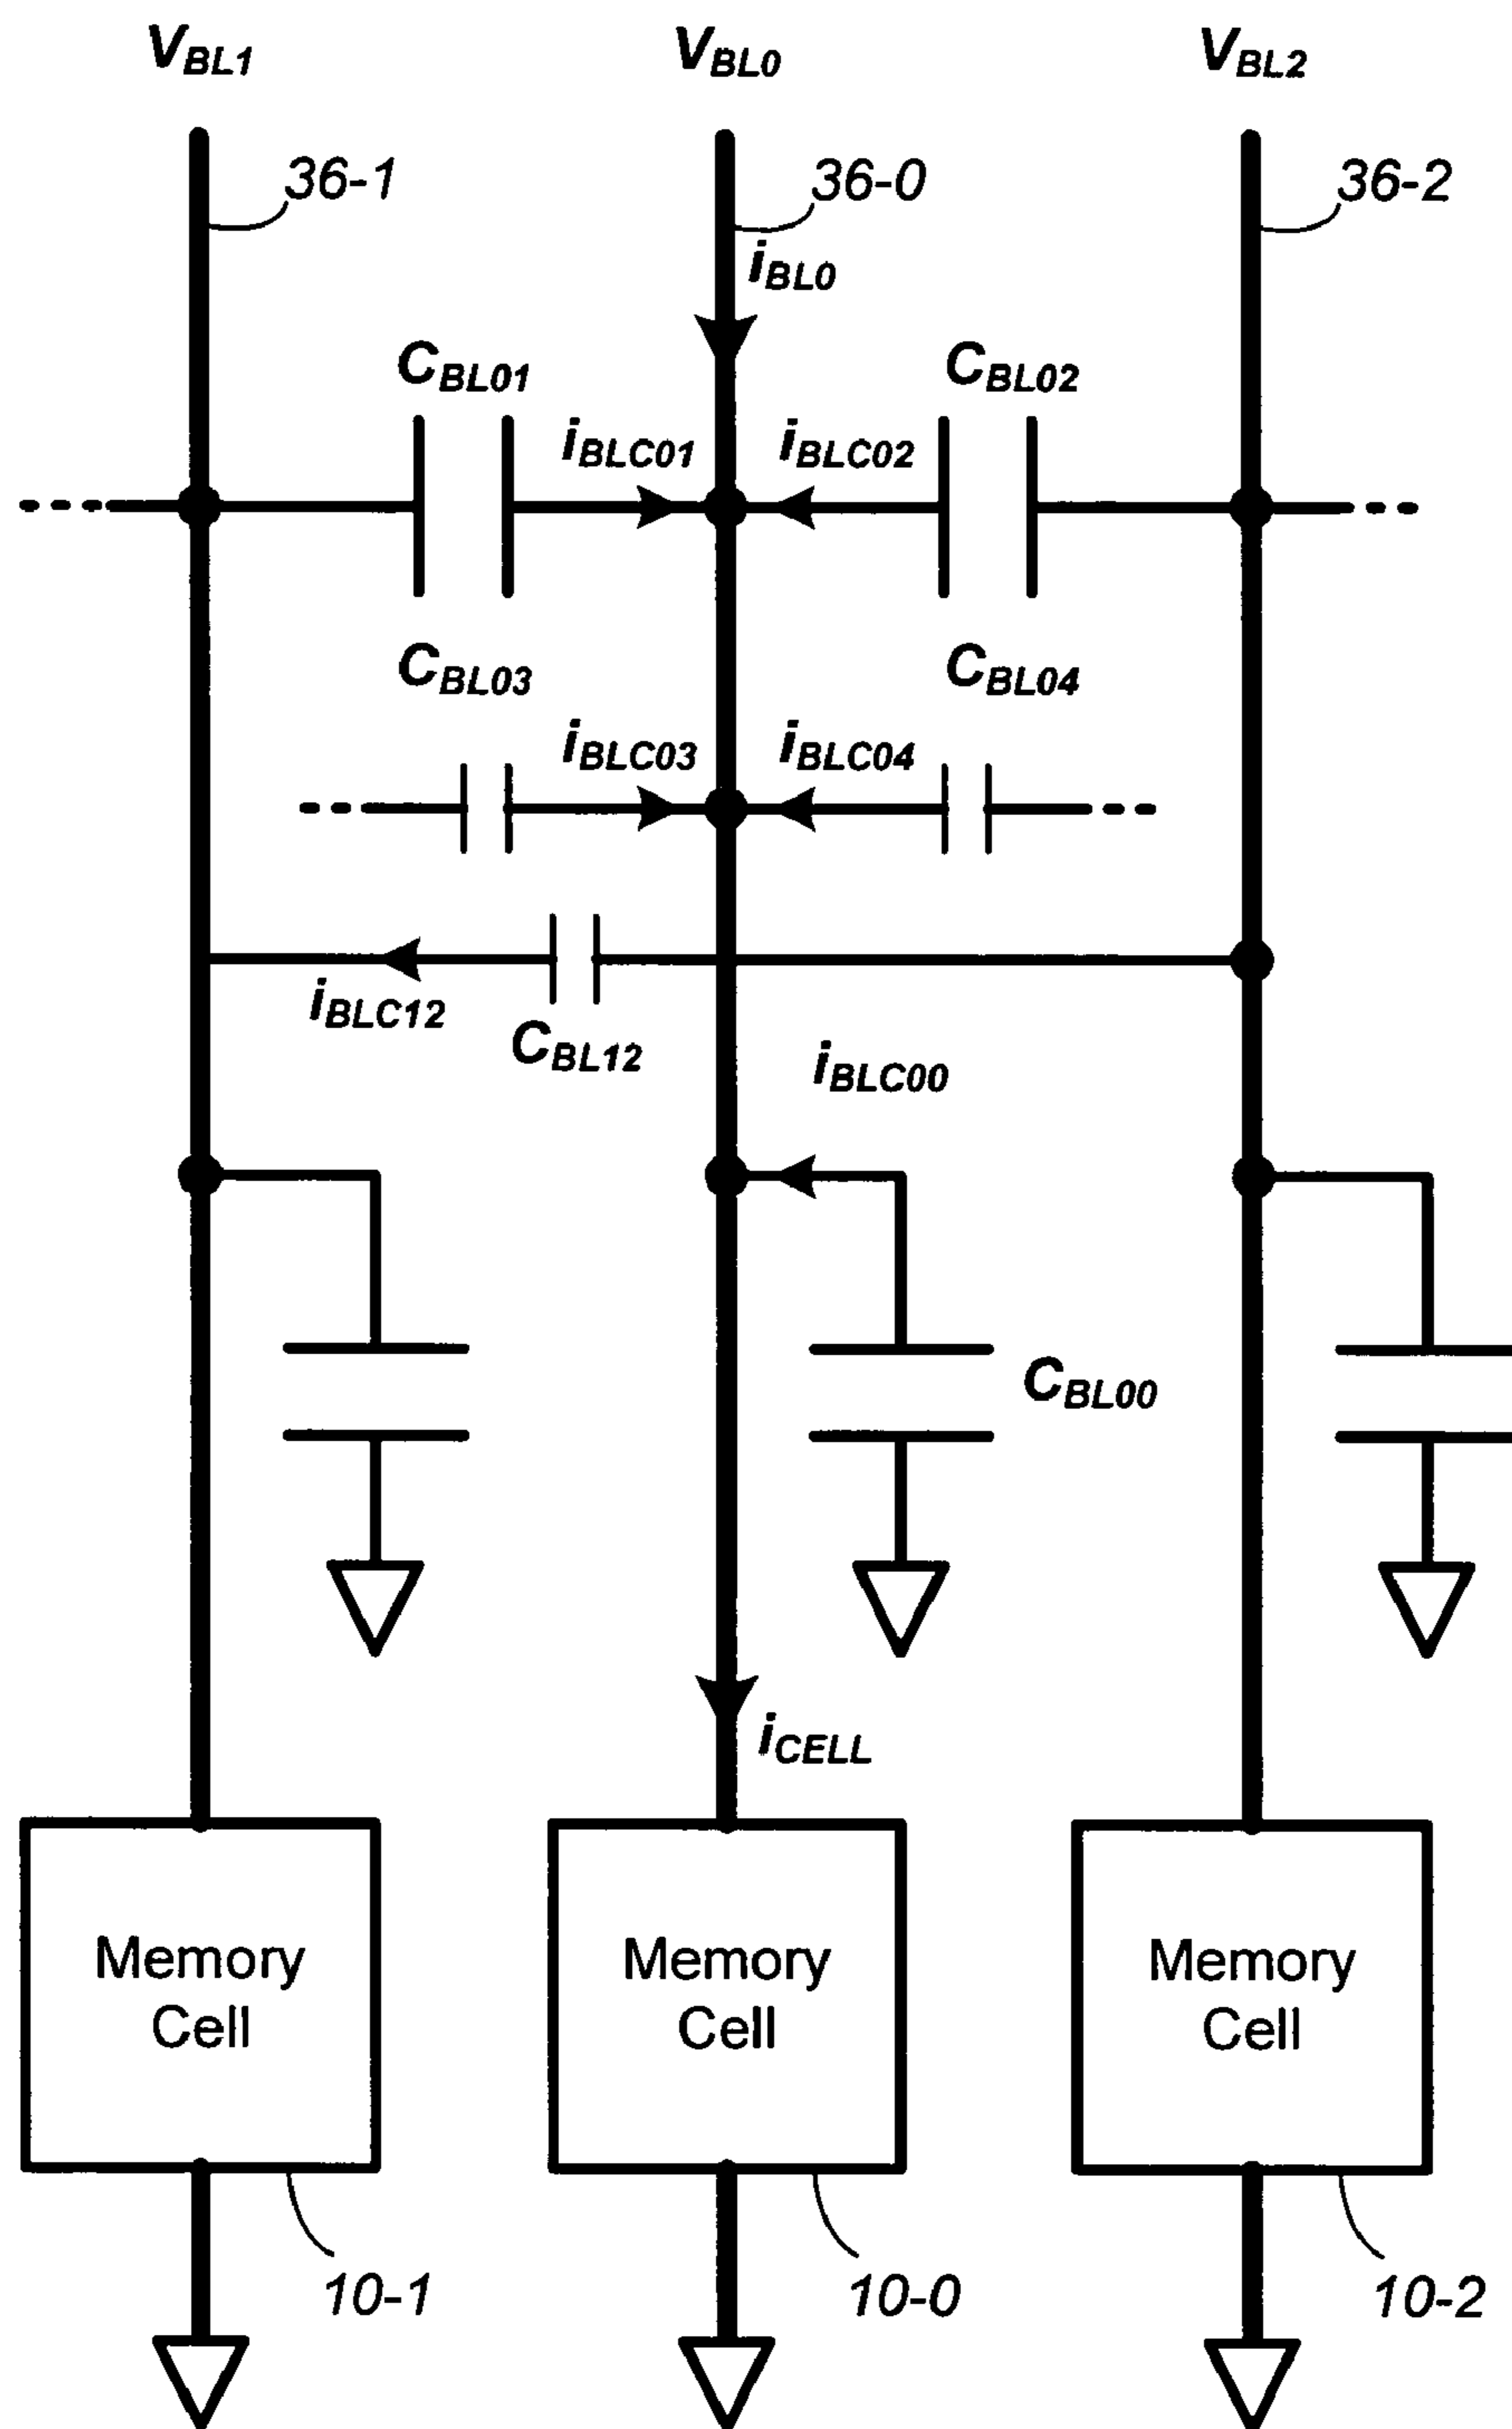 VBL1
VBL0
VBL2
36-1
36-0
36-2
iBL0
CBL01
CBL02
iBLC01
iBLC02
CBL03
CBL04
iBLC03
iBLC04
iBLC12
CBL12
iBLC00
CBL00
iCELL
Memory
Cell
Memory
Cell
Memory
Cell
10-1
10-0
10-2